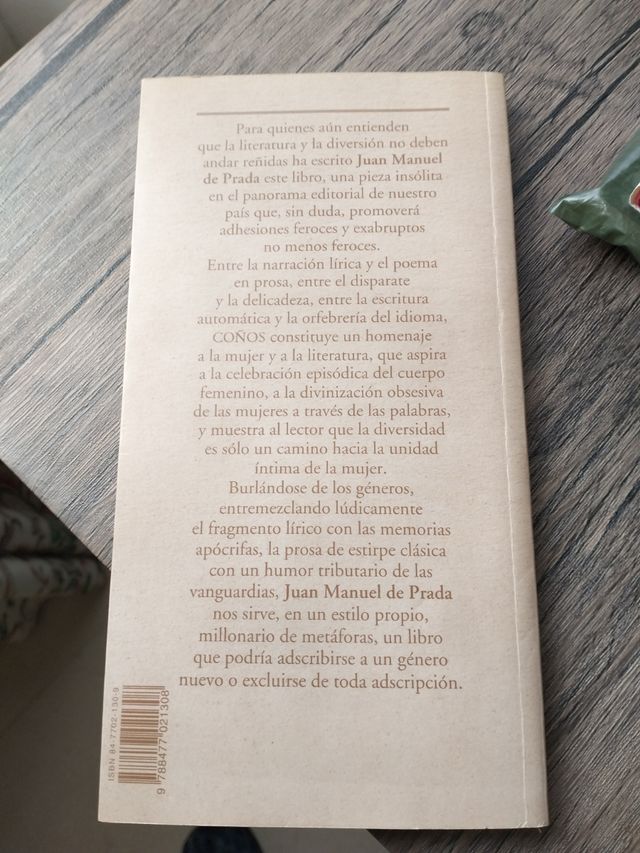 Para quienes aún entienden
que la literatura y la diversión no deben
andar reñidas ha escrito Juan Manuel
de Prada este libro, una pieza insólita
en el panorama editorial de nuestro
país que, sin duda, promoverá
adhesiones feroces y exabruptos
no menos feroces.
Entre la narración lírica y el poema
en prosa, entre el disparate
y la delicadeza, entre la escritura
automática y la orfebrería del idioma,
COÑOS constituye un homenaje
a la mujer y a la literatura, que aspira
a la celebración episódica del cuerpo
femenino, a la divinización obsesiva
de las mujeres a través de las palabras,
y muestra al lector que la diversidad
es sólo un camino hacia la unidad
íntima de la mujer.
Burlándose de los géneros,
entremezclando lúdicamente
el fragmento lírico con las memorias
apócrifas, la prosa de estirpe clásica
con un humor tributario de las
vanguardias, Juan Manuel de Prada
nos sirve, en un estilo propio,
millonario de metáforas, un libro
que podría adscribirse a un género
nuevo o excluirse de toda adscripción.
ISBN 84-7702-130-9
9 788477 021308